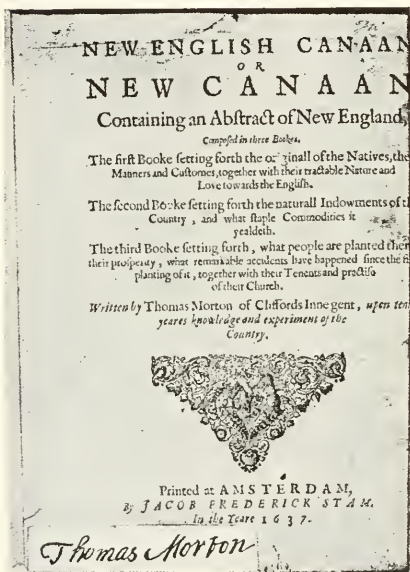 NEW ENGLISH CANAAN
OR
NEW CANAAN
Containing an Abstract of New England,
Composed in three Bookes.
The first Booke setting forth the originall of the Natives, the
Manners and Customes, together with their tractable Nature and
Love towards the English.
The second Booke setting forth the naturall Indowments of t
Country, and what staple Commodities it
yealdeth.
The third Booke setting forth, what people are planted ther
their prosperity, what remarkable accidents have happened since the fi
planting of it, together with their Tenents and practise
of their Church.
Written by Thomas Morton of Cliffords Inne gent, upon ten
yeares knowledge and experiment of the
Country.
Printed at AMSTERDAM,
By JACOB FREDERICK STAM.
In the Yeare 1637.
Thomas Morton